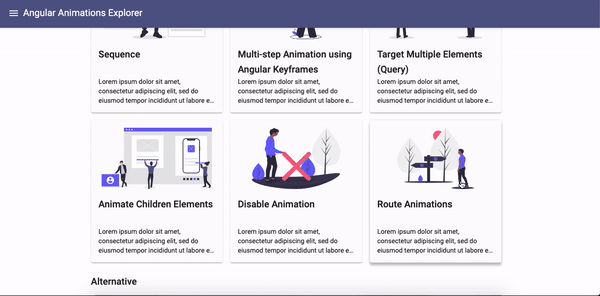 Angular Animations Explorer
Sequence
Lorem ipsum dolor sit amet,
consectetur adipiscing elit, sed do
eiusmod tempor incididunt ut labore e...
Multi-step Animation using
Angular Keyframes
Lorem ipsum dolor sit amet,
consectetur adipiscing elit, sed do
eiusmod tempor incididunt ut labore e...
Target Multiple Elements
(Query)
Lorem ipsum dolor sit amet,
consectetur adipiscing elit, sed do
eiusmod tempor incididunt ut labore e...
Animate Children Elements
Lorem ipsum dolor sit amet,
consectetur adipiscing elit, sed do
eiusmod tempor incididunt ut labore e...
Disable Animation
Lorem ipsum dolor sit amet,
consectetur adipiscing elit, sed do
eiusmod tempor incididunt ut labore e...
Route Animations
Lorem ipsum dolor sit amet,
consectetur adipiscing elit, sed do
eiusmod tempor incididunt ut labore e...
Alternative